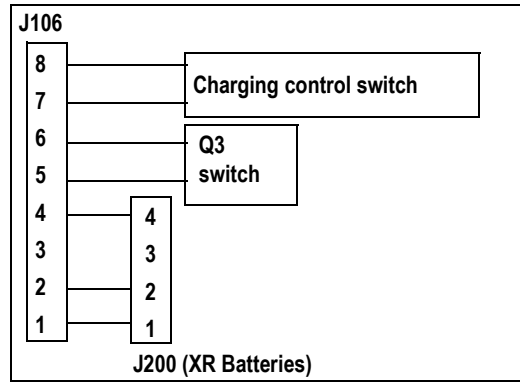 J106
8
Charging control switch
7
6
Q3
switch
5
4
4
3
3
2
2
1
1
J200 (XR Batteries)